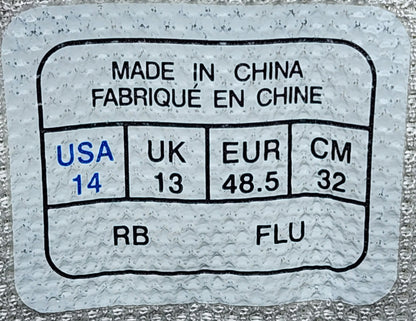 MADE IN CHINA
FABRIQUÉ EN CHINE
USA UK EUR CM
14 13 48.5 32
RB FLU